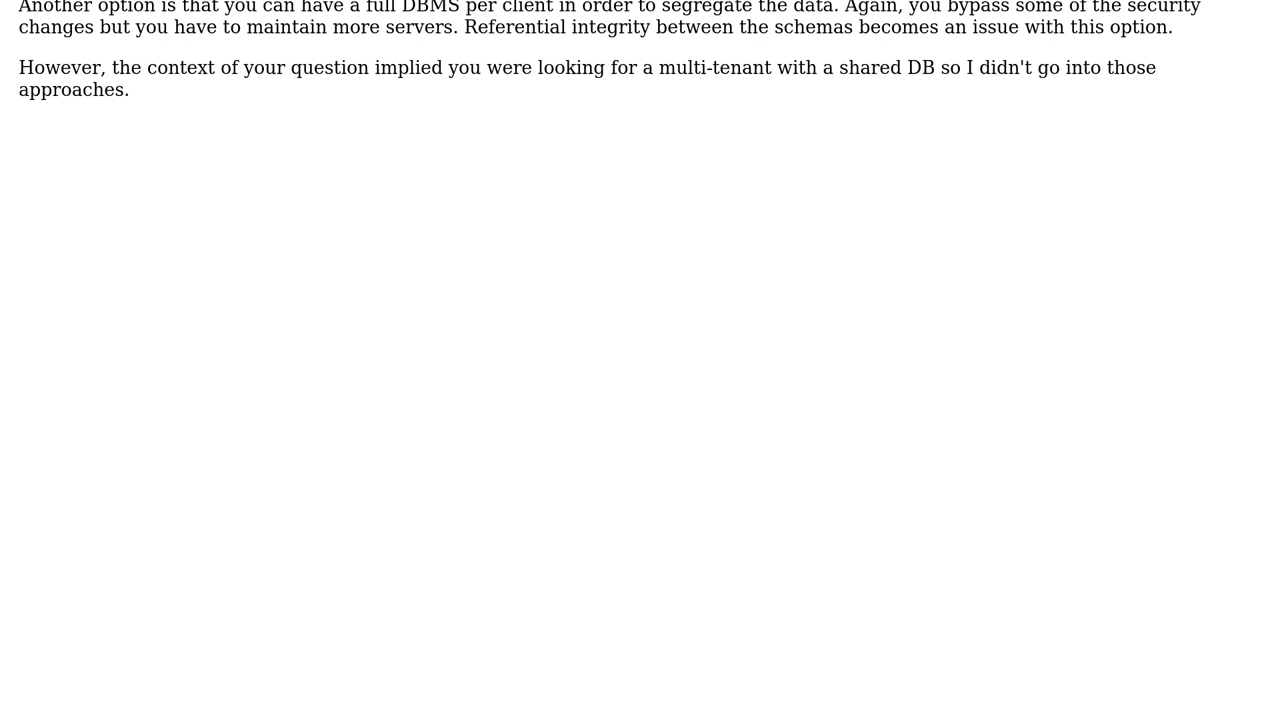 Another option is that you can have a full DBMS per client in order to segregate the data. Again, you bypass some of the security
changes but you have to maintain more servers. Referential integrity between the schemas becomes an issue with this option.
However, the context of your question implied you were looking for a multi-tenant with a shared DB so I didn't go into those
approaches.